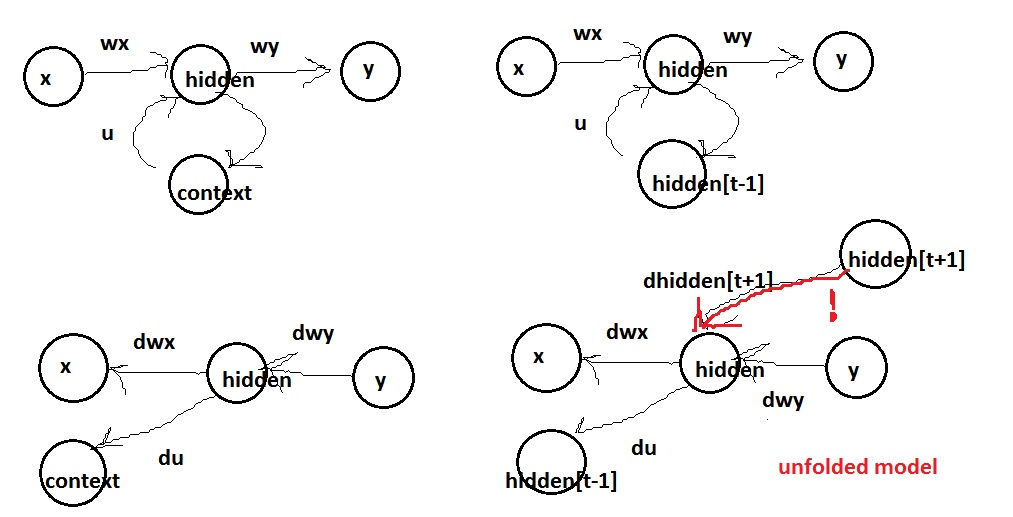 wx
wy
x
hidden
y
u
context
wx
wy
x
hidden
y
u
hidden[t-1]
dwx
dwy
x
hidden
y
du
context
hidden[t+1]
dhidden[t+1]
!
dwx
x
hidden
y
dwy
du
hidden[t-1]
unfolded model